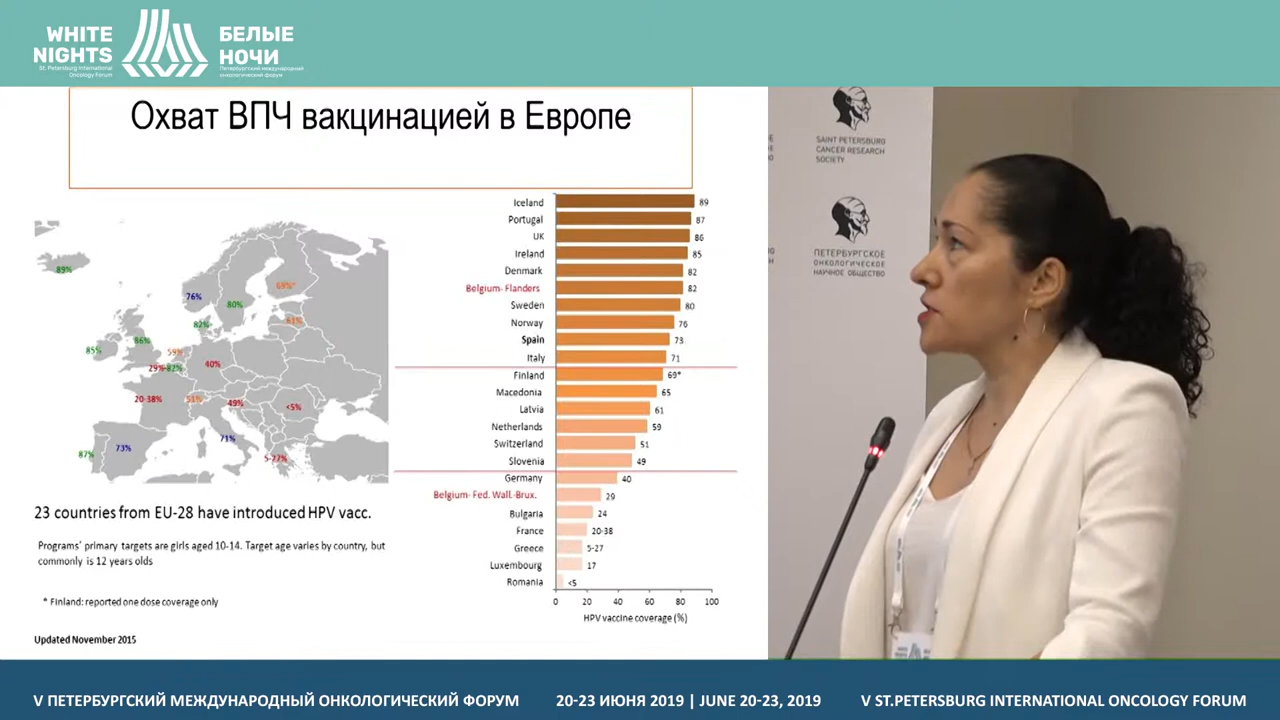 WHITE
NIGHTS
St. Petersburg International
Oncology Forum
БЕЛЫЕ
НОЧИ
Петербургский международный
онкологический форум
Охват ВПЧ вакцинацией в Европе
89%
76%
80%
69%*
82%
61%
86%
85%
59%
29%-82%
40%
20-38%
51%
49%
<5%
87%
73%
71%
5-27%
23 countries from EU-28 have introduced HPV vacc.
Programs' primary targets are girls aged 10-14. Target age varies by country, but
commonly is 12 years olds
* Finland: reported one dose coverage only
Updated November 2015
Iceland 89
Portugal 87
UK 86
Ireland 85
Denmark 82
Belgium- Flanders 82
Sweden 80
Norway 76
Spain 73
Italy 71
Finland 69*
Macedonia 65
Latvia 61
Netherlands 59
Switzerland 51
Slovenia 49
Germany 40
Belgium- Fed. Wall.-Brux. 29
Bulgaria 24
France 20-38
Greece 5-27
Luxembourg 17
Romania <5
0 20 40 60 80 100
HPV vaccine coverage (%)
SAINT PETERSBURG
CANCER RESEARCH
SOCIETY
ПЕТЕРБУРГСКОЕ
ОНКОЛОГИЧЕСКОЕ
НАУЧНОЕ ОБЩЕСТВО
V ПЕТЕРБУРГСКИЙ МЕЖДУНАРОДНЫЙ ОНКОЛОГИЧЕСКИЙ ФОРУМ
20-23 ИЮНЯ 2019 | JUNE 20-23, 2019
V ST.PETERSBURG INTERNATIONAL ONCOLOGY FORUM